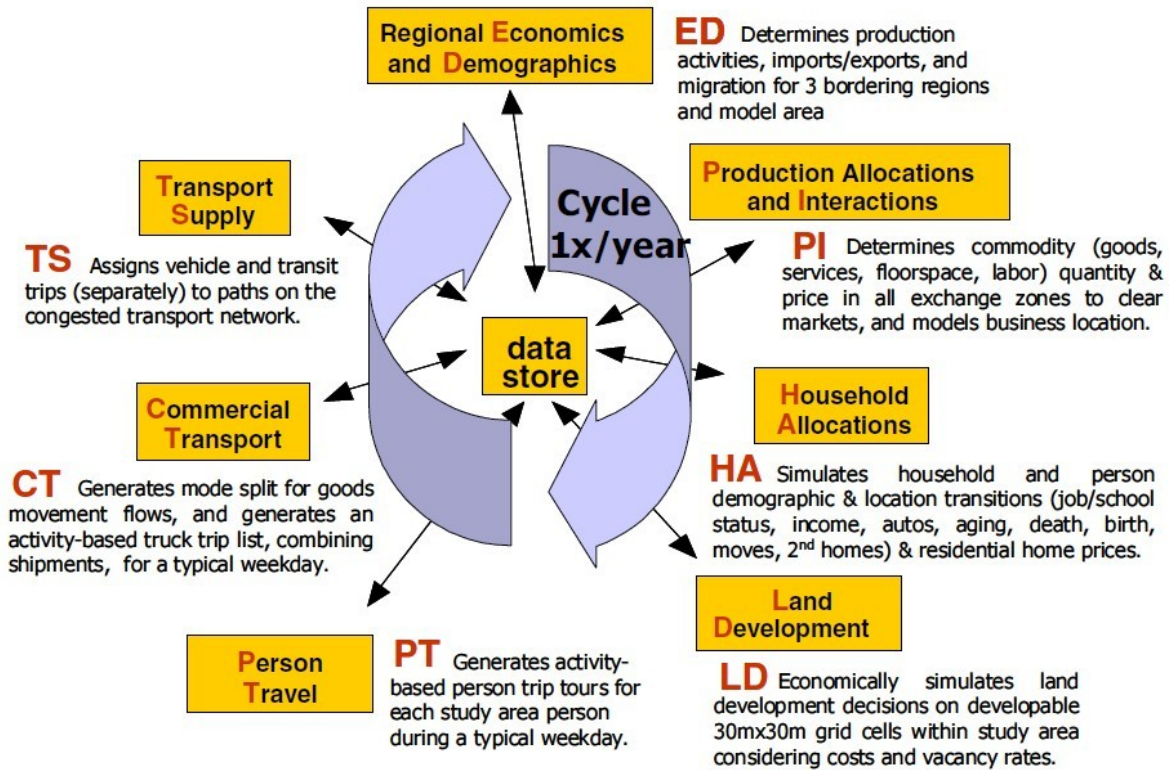 Regional Economics
and Demographics
ED Determines production
activities, imports/exports, and
migration for 3 bordering regions
and model area
Transport
Supply
TS Assigns vehicle and transit
trips (separately) to paths on the
congested transport network.
Cycle
1x/year
Production Allocations
and Interactions
PI Determines commodity (goods,
services, floorspace, labor) quantity &
price in all exchange zones to clear
markets, and models business location.
data
store
Commercial
Transport
CT Generates mode split for goods
movement flows, and generates an
activity-based truck trip list, combining
shipments, for a typical weekday.
Household
Allocations
HA Simulates household and person
demographic & location transitions (job/school
status, income, autos, aging, death, birth,
moves, 2nd homes) & residential home prices.
Person
Travel
PT Generates activity-
based person trip tours for
each study area person
during a typical weekday.
Land
Development
LD Economically simulates land
development decisions on developable
30mx30m grid cells within study area
considering costs and vacancy rates.